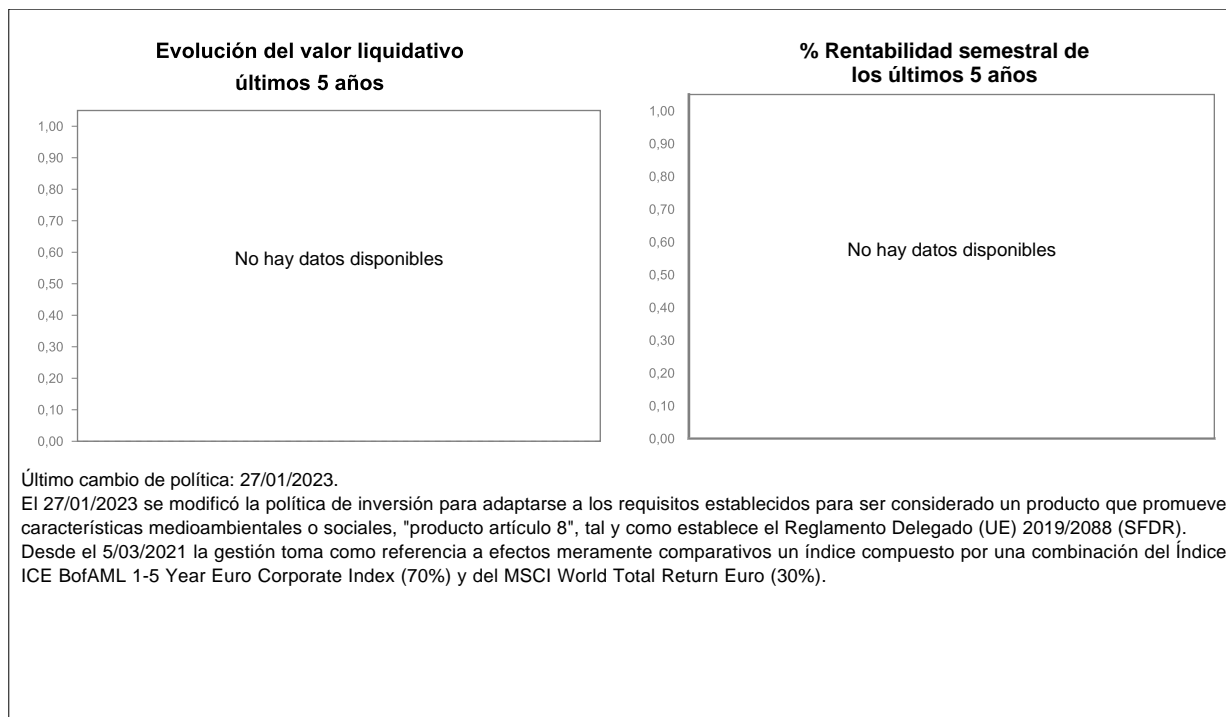 Evolución del valor liquidativo
últimos 5 años
1,00
0,90
0,80
0,70
0,60
0,50
0,40
0,30
0,20
0,10
0,00
No hay datos disponibles
% Rentabilidad semestral de
los últimos 5 años
1,00
0,90
0,80
0,70
0,60
0,50
0,40
0,30
0,20
0,10
0,00
No hay datos disponibles
Último cambio de política: 27/01/2023.
El 27/01/2023 se modificó la política de inversión para adaptarse a los requisitos establecidos para ser considerado un producto que promueve
características medioambientales o sociales, "producto artículo 8", tal y como establece el Reglamento Delegado (UE) 2019/2088 (SFDR).
Desde el 5/03/2021 la gestión toma como referencia a efectos meramente comparativos un índice compuesto por una combinación del Índice
ICE BofAML 1-5 Year Euro Corporate Index (70%) y del MSCI World Total Return Euro (30%).